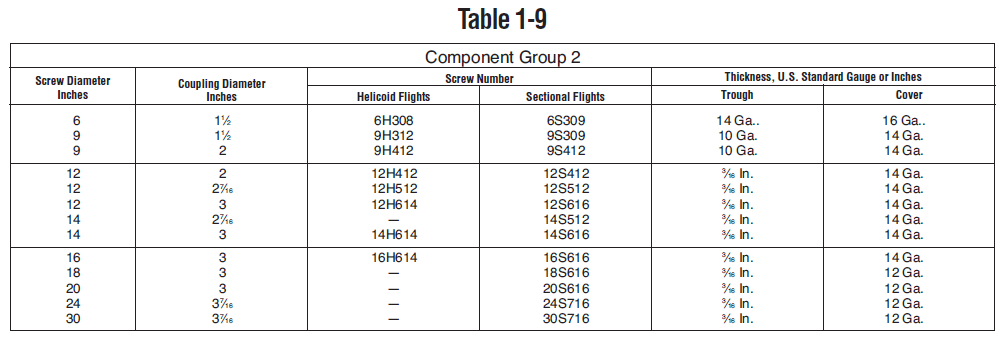 Table 1-9
Component Group 2
Screw Diameter Inches Coupling Diameter Inches Screw Number Thickness, U.S. Standard Gauge or Inches
Helicoid Flights Sectional Flights Trough Cover
6 1½ 6H308 6S309 14 Ga.. 16 Ga..
9 1½ 9H312 9S309 10 Ga. 14 Ga.
9 2 9H412 9S412 10 Ga. 14 Ga.
12 2 12H412 12S412 3⁄16 In. 14 Ga.
12 27⁄16 12H512 12S512 3⁄16 In. 14 Ga.
12 3 12H614 12S616 3⁄16 In. 14 Ga.
14 27⁄16 — 14S512 3⁄16 In. 14 Ga.
14 3 14H614 14S616 3⁄16 In. 14 Ga.
16 3 16H614 16S616 3⁄16 In. 14 Ga.
18 3 — 18S616 3⁄16 In. 12 Ga.
20 3 — 20S616 3⁄16 In. 12 Ga.
24 37⁄16 — 24S716 3⁄16 In. 12 Ga.
30 37⁄16 — 30S716 3⁄16 In. 12 Ga.